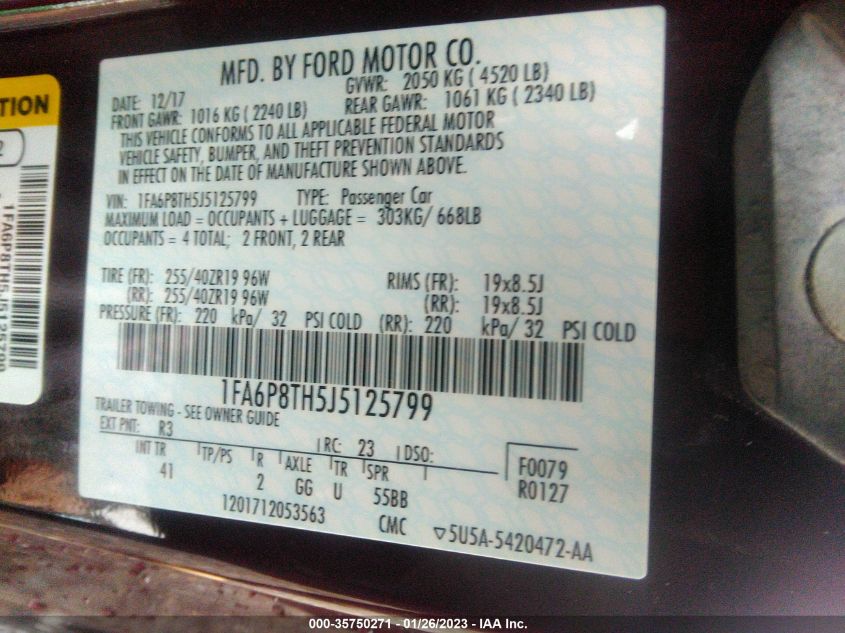 MFD. BY FORD MOTOR CO.
DATE: 12/17 GVWR: 2050 KG ( 4520 LB)
FRONT GAWR: 1016 KG ( 2240 LB) REAR GAWR: 1061 KG ( 2340 LB)
THIS VEHICLE CONFORMS TO ALL APPLICABLE FEDERAL MOTOR
VEHICLE SAFETY, BUMPER, AND THEFT PREVENTION STANDARDS
IN EFFECT ON THE DATE OF MANUFACTURE SHOWN ABOVE.
VIN: 1FA6P8TH5J5125799 TYPE: Passenger Car
MAXIMUM LOAD = OCCUPANTS + LUGGAGE = 303KG/ 668LB
OCCUPANTS = 4 TOTAL; 2 FRONT, 2 REAR
TIRE (FR): 255/40ZR19 96W RIMS (FR): 19x8.5J
(RR): 255/40ZR19 96W (RR): 19x8.5J
PRESSURE (FR): 220 kPa/ 32 PSI COLD (RR): 220 kPa/ 32 PSI COLD
1FA6P8TH5J5125799
TRAILER TOWING - SEE OWNER GUIDE
EXT PNT: R3 RC: 23 DSO:
INT TR TP/PS R AXLE TR SPR
41 2 GG U 55BB
F0079
R0127
1201712053563 CMC ▽5U5A-5420472-AA
TION
2
1FA6P8TH5J5125799
000-35750271 - 01/26/2023 - IAA Inc.